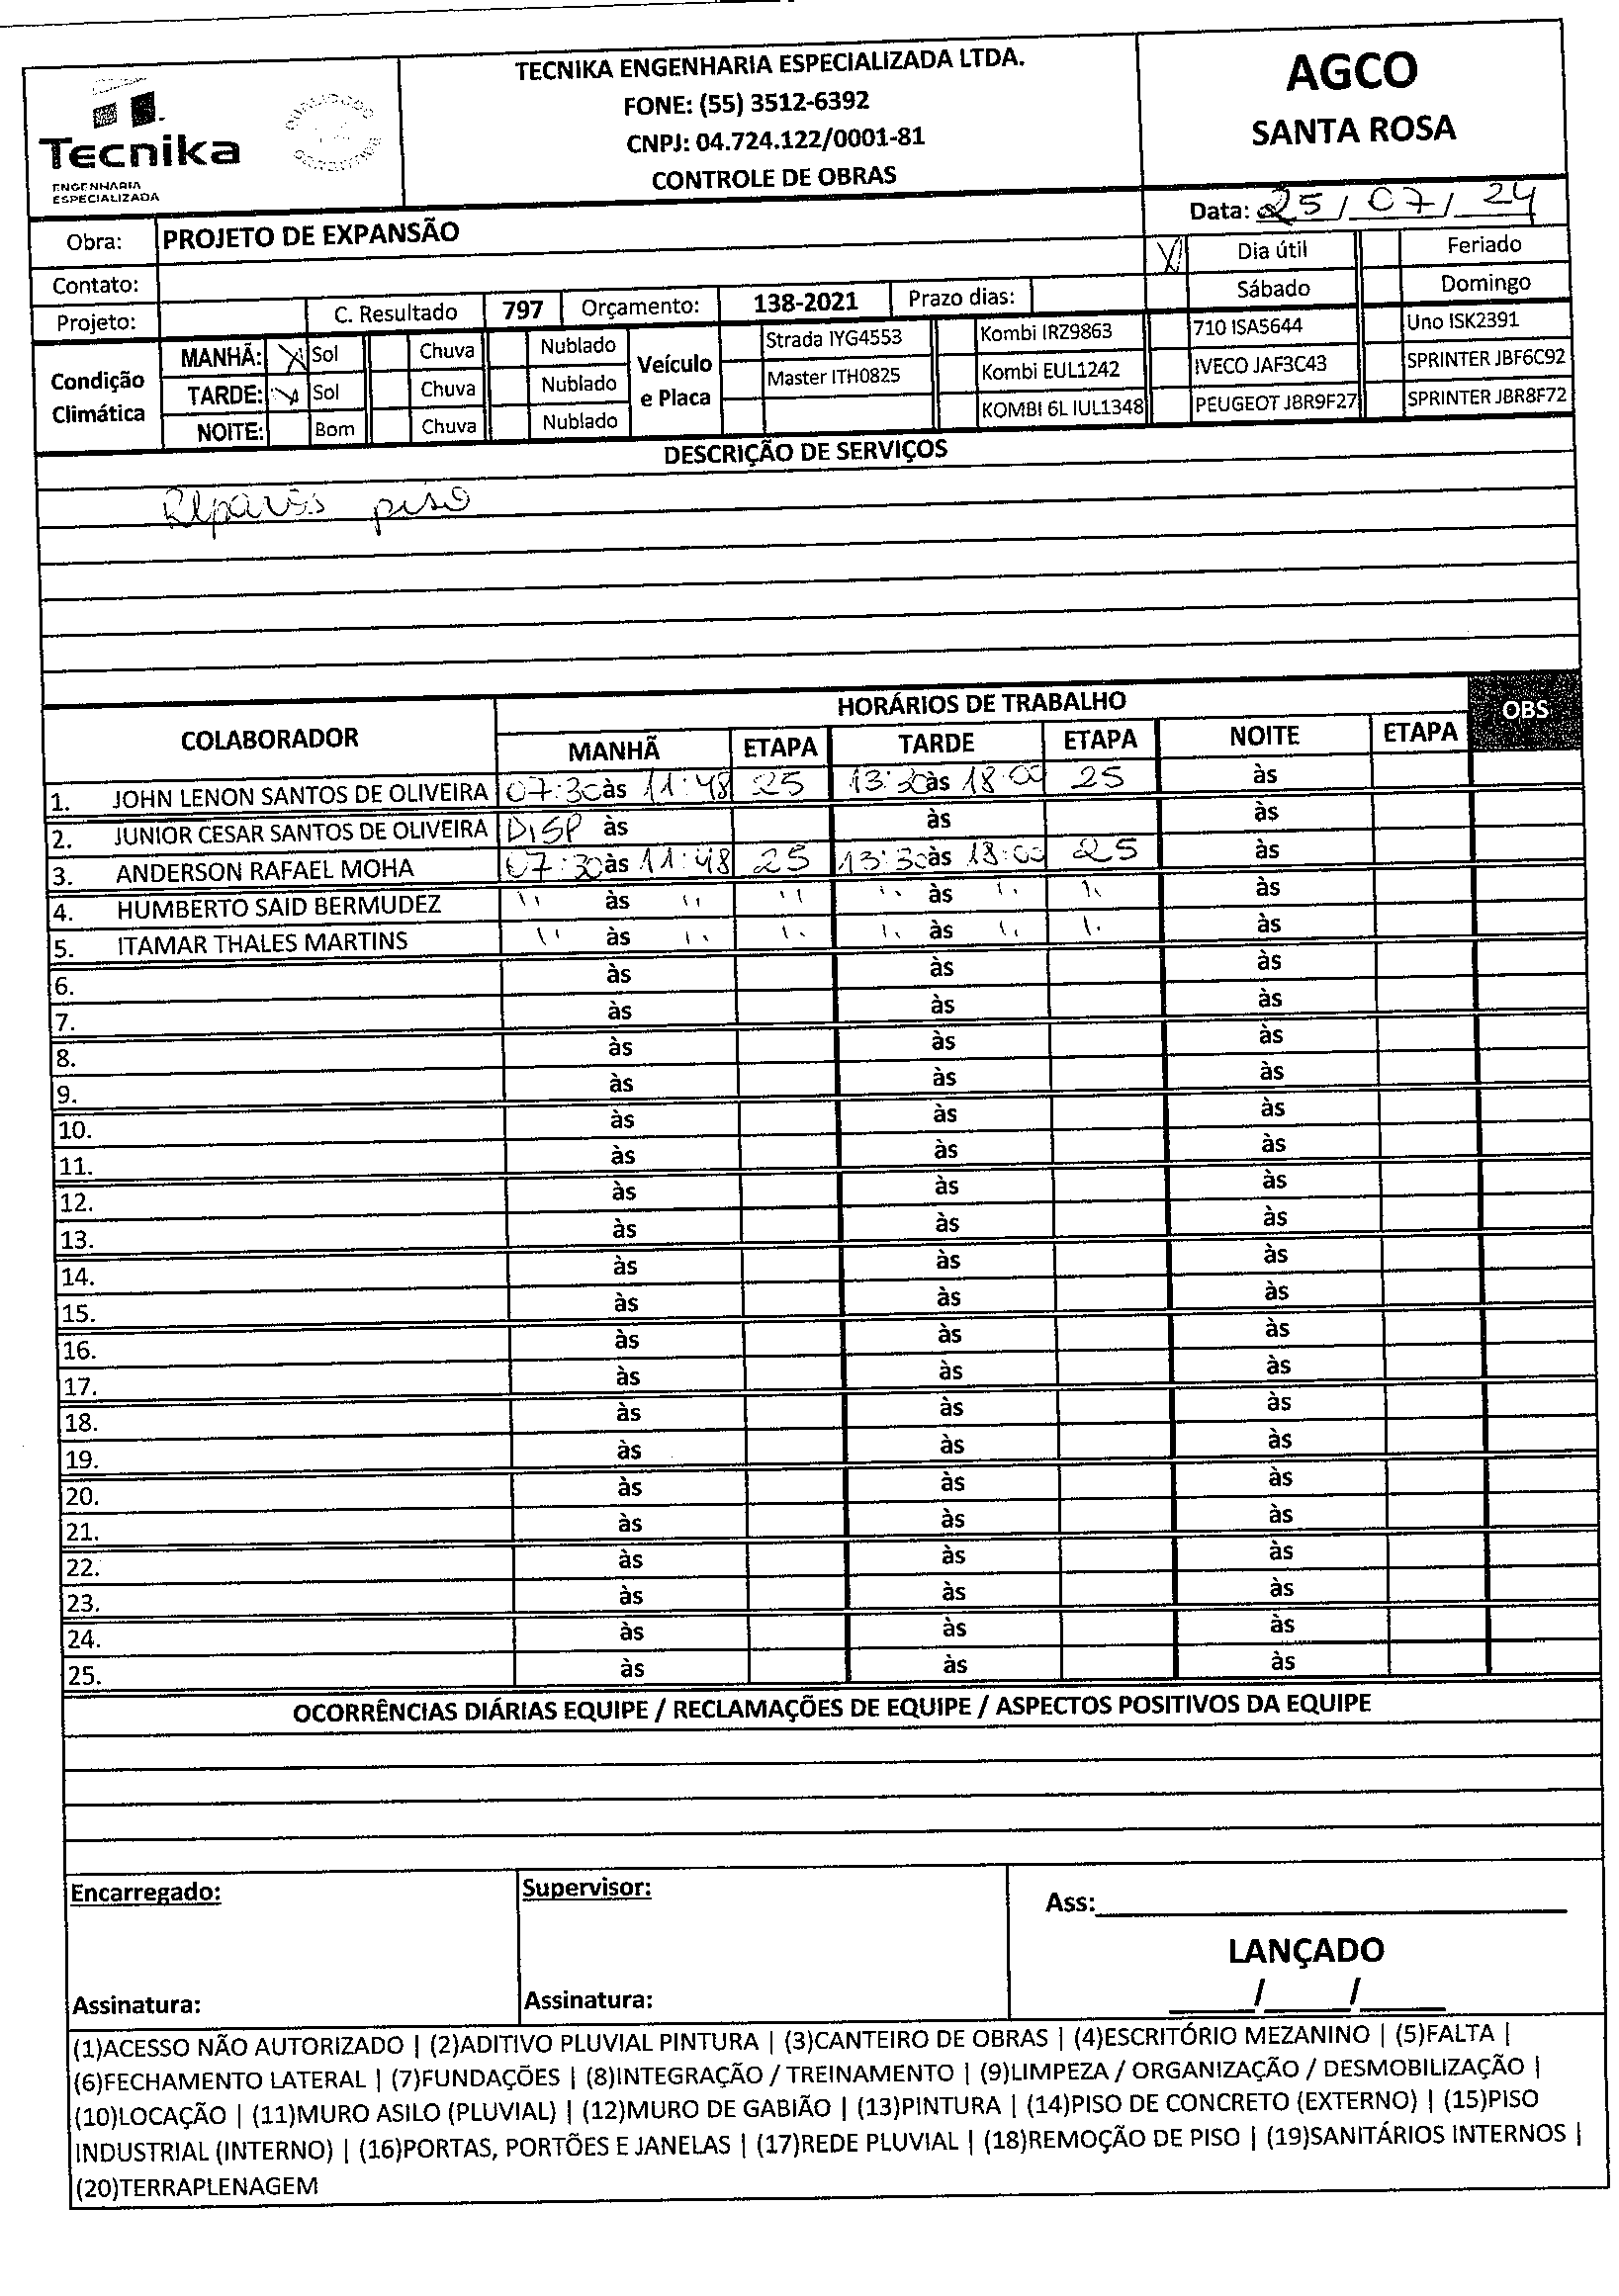 TECNIKA ENGENHARIA ESPECIALIZADA LTDA.
FONE: (55) 3512-6392
CNPJ: 04.724.122/0001-81
CONTROLE DE OBRAS
Tecnika
ENGENHARIA
ESPECIALIZADA
AGCO
SANTA ROSA
Data: 25 / 07 / 24
Obra: PROJETO DE EXPANSÃO
X Dia útil Feriado
Contato:
Sábado Domingo
Projeto: C. Resultado 797 Orçamento: 138-2021 Prazo dias:
Condição Climática
MANHÃ: X Sol Chuva Nublado
TARDE: X Sol Chuva Nublado
NOITE: Bom Chuva Nublado
Veículo e Placa
Strada IYG4553 Kombi IRZ9863 710 ISA5644 Uno ISK2391
Master ITH0825 Kombi EUL1242 IVECO JAF3C43 SPRINTER JBF6C92
KOMBI 6L IUL1348 PEUGEOT JBR9F27 SPRINTER JBR8F72
DESCRIÇÃO DE SERVIÇOS
Reparos piso
COLABORADOR HORÁRIOS DE TRABALHO OBS
MANHÃ ETAPA TARDE ETAPA NOITE ETAPA
1. JOHN LENON SANTOS DE OLIVEIRA 07:30 às 11:48 25 13:30 às 18:00 25 às
2. JUNIOR CESAR SANTOS DE OLIVEIRA DISP às às às
3. ANDERSON RAFAEL MOHA 07:30 às 11:48 25 13:30 às 18:00 25 às
4. HUMBERTO SAID BERMUDEZ " às " " " às " " às
5. ITAMAR THALES MARTINS " às " " " às " " às
6. às às às
7. às às às
8. às às às
9. às às às
10. às às às
11. às às às
12. às às às
13. às às às
14. às às às
15. às às às
16. às às às
17. às às às
18. às às às
19. às às às
20. às às às
21. às às às
22. às às às
23. às às às
24. às às às
25. às às às
OCORRÊNCIAS DIÁRIAS EQUIPE / RECLAMAÇÕES DE EQUIPE / ASPECTOS POSITIVOS DA EQUIPE
Encarregado: Supervisor: Ass:
LANÇADO
Assinatura: Assinatura: / /
(1)ACESSO NÃO AUTORIZADO | (2)ADITIVO PLUVIAL PINTURA | (3)CANTEIRO DE OBRAS | (4)ESCRITÓRIO MEZANINO | (5)FALTA |
(6)FECHAMENTO LATERAL | (7)FUNDAÇÕES | (8)INTEGRAÇÃO / TREINAMENTO | (9)LIMPEZA / ORGANIZAÇÃO / DESMOBILIZAÇÃO |
(10)LOCAÇÃO | (11)MURO ASILO (PLUVIAL) | (12)MURO DE GABIÃO | (13)PINTURA | (14)PISO DE CONCRETO (EXTERNO) | (15)PISO
INDUSTRIAL (INTERNO) | (16)PORTAS, PORTÕES E JANELAS | (17)REDE PLUVIAL | (18)REMOÇÃO DE PISO | (19)SANITÁRIOS INTERNOS |
(20)TERRAPLENAGEM